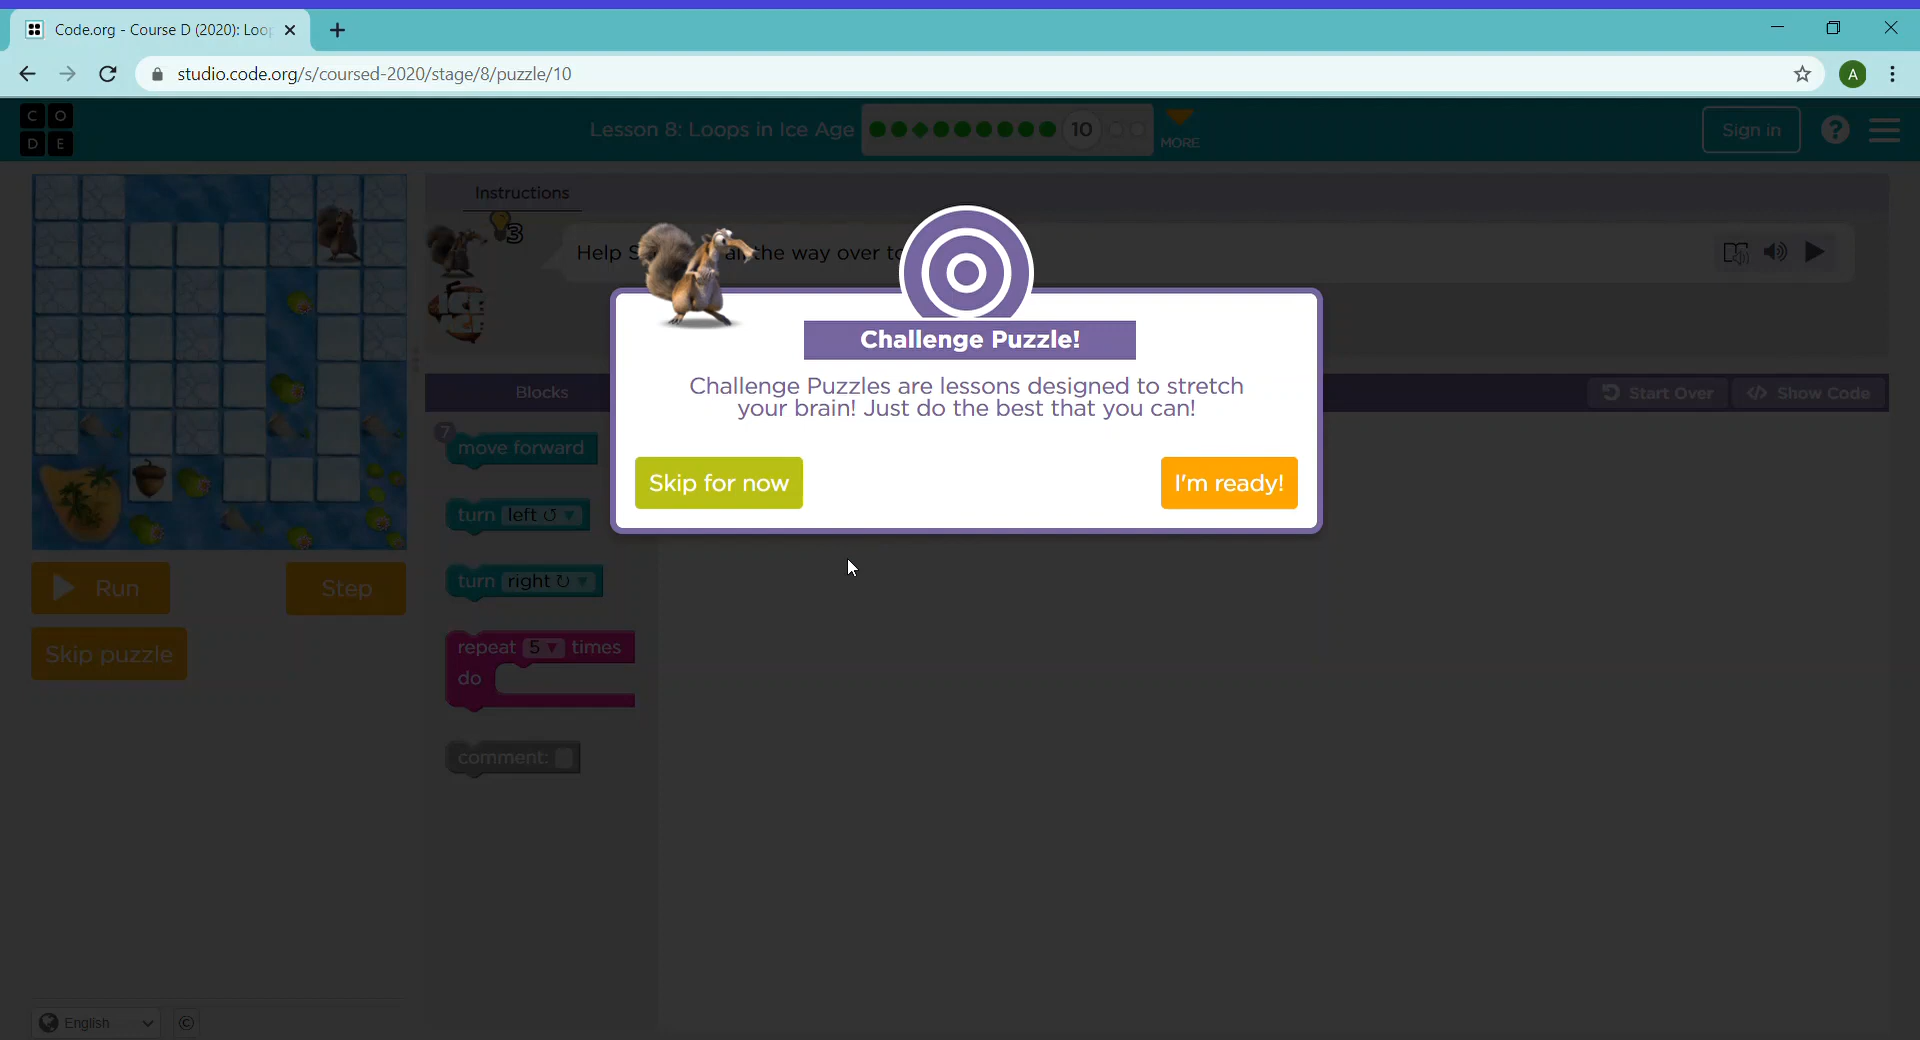 Code.org - Course D (2020): Loo
studio.code.org/s/coursed-2020/stage/8/puzzle/10
A
C O
D E
Lesson 8: Loops in Ice Age
10
MORE
Sign in
?
Instructions
3
Help S
all the way over to
Challenge Puzzle!
Challenge Puzzles are lessons designed to stretch
your brain! Just do the best that you can!
Skip for now
I'm ready!
Blocks
Start Over
</> Show Code
7
move forward
turn left ↺ ▼
turn right ↻ ▼
repeat 5 ▼ times
do
comment:
Run
Step
Skip puzzle
English
©